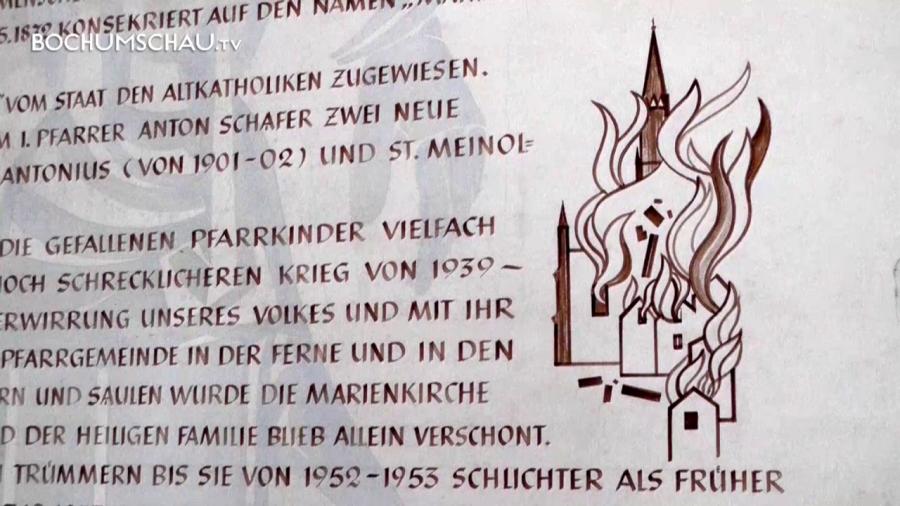 5.1872 KONSEKRIERT AUF DEN NAMEN
BOCHUMSCHAU.TV
VOM STAAT DEN ALTKATHOLIKEN ZUGEWIESEN.
M I. PFARRER ANTON SCHAFER ZWEI NEUE
ANTONIUS (VON 1901-02) UND ST. MEINOL=
DIE GEFALLENEN PFARRKINDER VIELFACH
OCH SCHRECKLICHEREN KRIEG VON 1939-
ERWIRRUNG UNSERES VOLKES UND MIT IHR
PFARRGEMEINDE IN DER FERNE UND IN DEN
RN UND SAULEN WURDE DIE MARIENKIRCHE
D DER HEILIGEN FAMILIE BLIEB ALLEIN VERSCHONT.
TRÜMMERN BIS SIE VON 1952-1953 SCHLICHTER ALS FRÜHER